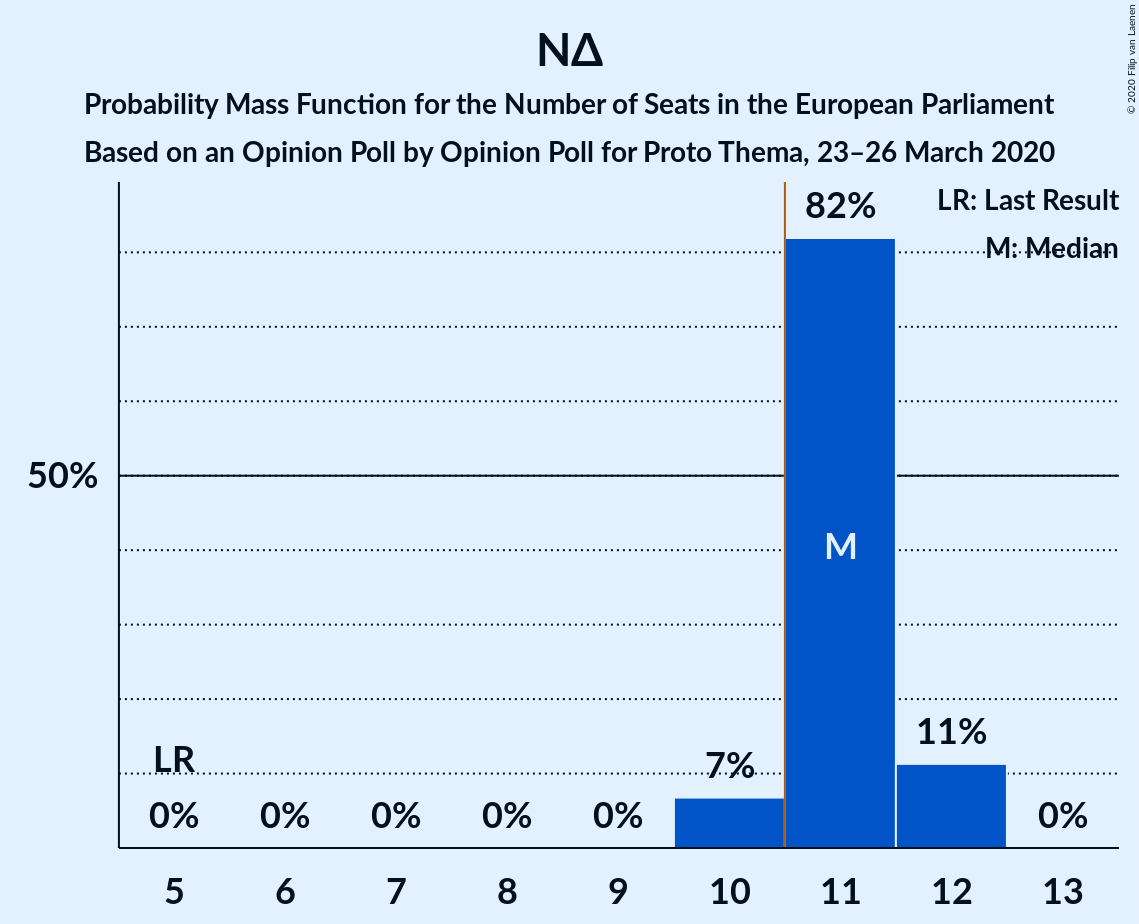 ΝΔ
Probability Mass Function for the Number of Seats in the European Parliament
Based on an Opinion Poll by Opinion Poll for Proto Thema, 23–26 March 2020
© 2020 Filip van Laenen
LR: Last Result
M: Median
82%
50%
M
11%
LR
7%
0% 0% 0% 0% 0% 0%
5 6 7 8 9 10 11 12 13